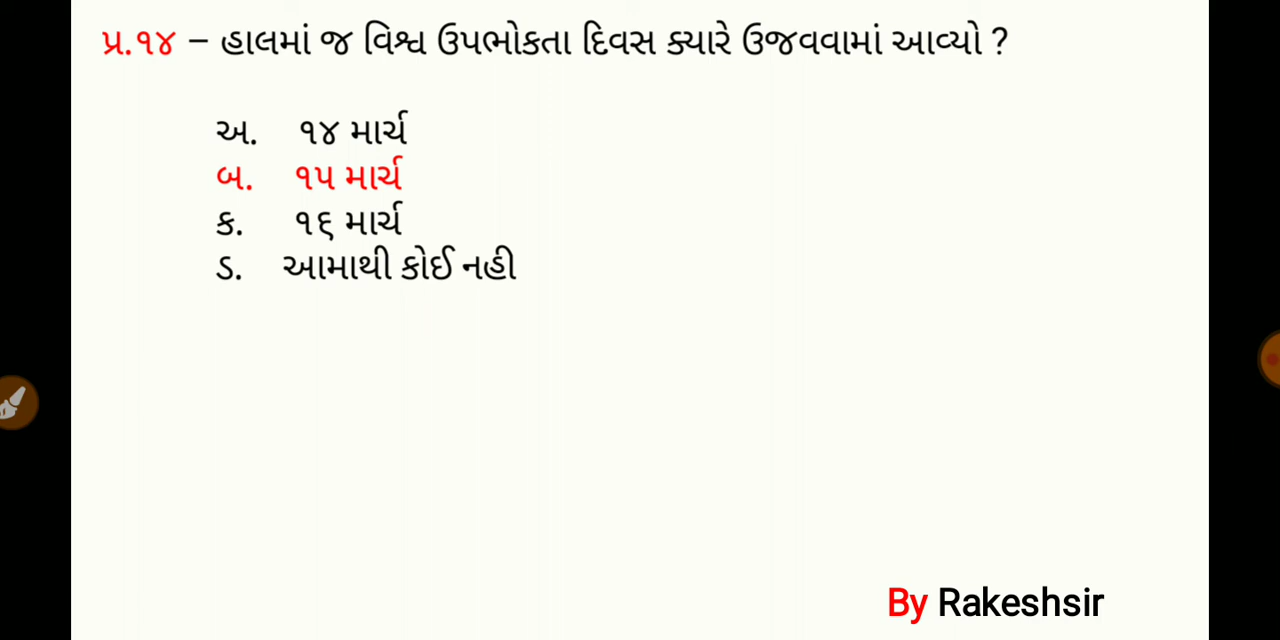 પ્ર.૧૪ – હાલમાં જ વિશ્વ ઉપભોકતા દિવસ ક્યારે ઉજવવામાં આવ્યો ?
અ. ૧૪ માર્ચ
બ. ૧૫ માર્ચ
ક. ૧૬ માર્ચ
ડ. આમાથી કોઈ નહી
By Rakeshsir